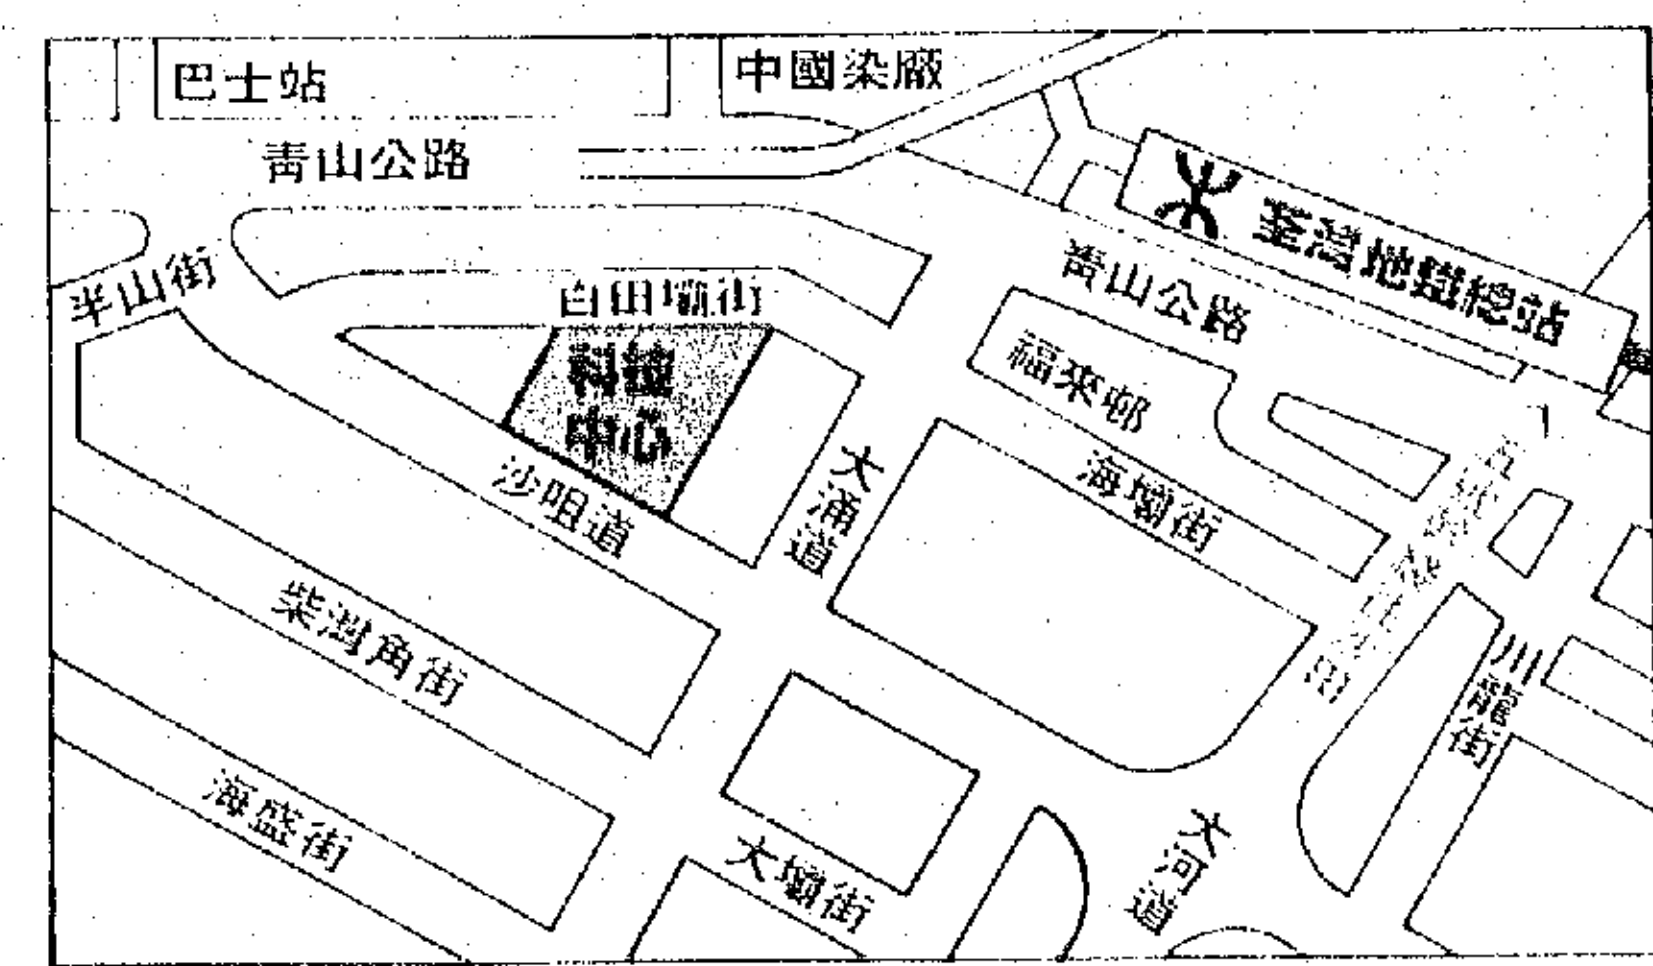 巴士站
中國染廠
青山公路
荃灣地鐵總站
半山街
白田壩街
青山公路
科技
中心
福來邨
沙咀道
大涌道
海壩街
柴灣角街
川龍街
海盛街
大壩街
大河道